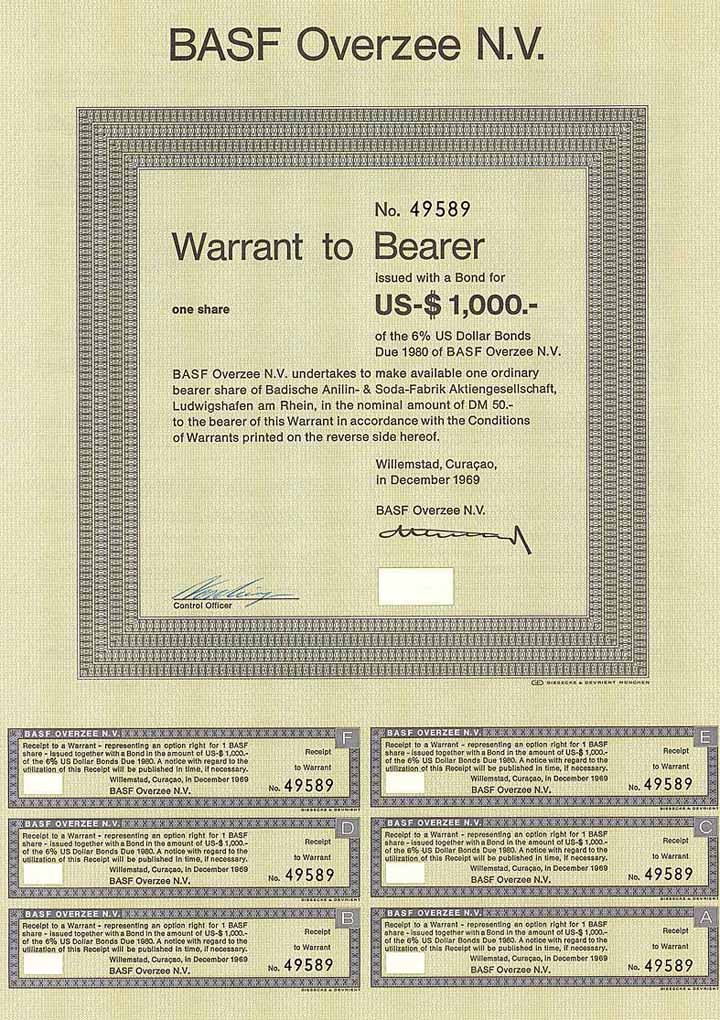 BASF Overzee N.V.
No. 49589
Warrant to Bearer
issued with a Bond for
one share US-$ 1,000.-
of the 6% US Dollar Bonds
Due 1980 of BASF Overzee N.V.
BASF Overzee N.V. undertakes to make available one ordinary
bearer share of Badische Anilin- & Soda-Fabrik Aktiengesellschaft,
Ludwigshafen am Rhein, in the nominal amount of DM 50.-
to the bearer of this Warrant in accordance with the Conditions
of Warrants printed on the reverse side hereof.
Willemstad, Curaçao,
in December 1969
BASF Overzee N.V.
Control Officer
GIESECKE & DEVRIENT MÜNCHEN
BASF OVERZEE N.V. F
Receipt to a Warrant - representing an option right for 1 BASF
share - issued together with a Bond in the amount of US-$ 1,000.-
of the 6% US Dollar Bonds Due 1980. A notice with regard to the
utilization of this Receipt will be published in time, if necessary.
Receipt
to Warrant
Willemstad, Curaçao, in December 1969
BASF Overzee N.V.
No. 49589
GIESECKE & DEVRIENT
BASF OVERZEE N.V. E
Receipt to a Warrant - representing an option right for 1 BASF
share - issued together with a Bond in the amount of US-$ 1,000.-
of the 6% US Dollar Bonds Due 1980. A notice with regard to the
utilization of this Receipt will be published in time, if necessary.
Receipt
to Warrant
Willemstad, Curaçao, in December 1969
BASF Overzee N.V.
No. 49589
GIESECKE & DEVRIENT
BASF OVERZEE N.V. D
Receipt to a Warrant - representing an option right for 1 BASF
share - issued together with a Bond in the amount of US-$ 1,000.-
of the 6% US Dollar Bonds Due 1980. A notice with regard to the
utilization of this Receipt will be published in time, if necessary.
Receipt
to Warrant
Willemstad, Curaçao, in December 1969
BASF Overzee N.V.
No. 49589
GIESECKE & DEVRIENT
BASF OVERZEE N.V. C
Receipt to a Warrant - representing an option right for 1 BASF
share - issued together with a Bond in the amount of US-$ 1,000.-
of the 6% US Dollar Bonds Due 1980. A notice with regard to the
utilization of this Receipt will be published in time, if necessary.
Receipt
to Warrant
Willemstad, Curaçao, in December 1969
BASF Overzee N.V.
No. 49589
GIESECKE & DEVRIENT
BASF OVERZEE N.V. B
Receipt to a Warrant - representing an option right for 1 BASF
share - issued together with a Bond in the amount of US-$ 1,000.-
of the 6% US Dollar Bonds Due 1980. A notice with regard to the
utilization of this Receipt will be published in time, if necessary.
Receipt
to Warrant
Willemstad, Curaçao, in December 1969
BASF Overzee N.V.
No. 49589
GIESECKE & DEVRIENT
BASF OVERZEE N.V. A
Receipt to a Warrant - representing an option right for 1 BASF
share - issued together with a Bond in the amount of US-$ 1,000.-
of the 6% US Dollar Bonds Due 1980. A notice with regard to the
utilization of this Receipt will be published in time, if necessary.
Receipt
to Warrant
Willemstad, Curaçao, in December 1969
BASF Overzee N.V.
No. 49589
GIESECKE & DEVRIENT